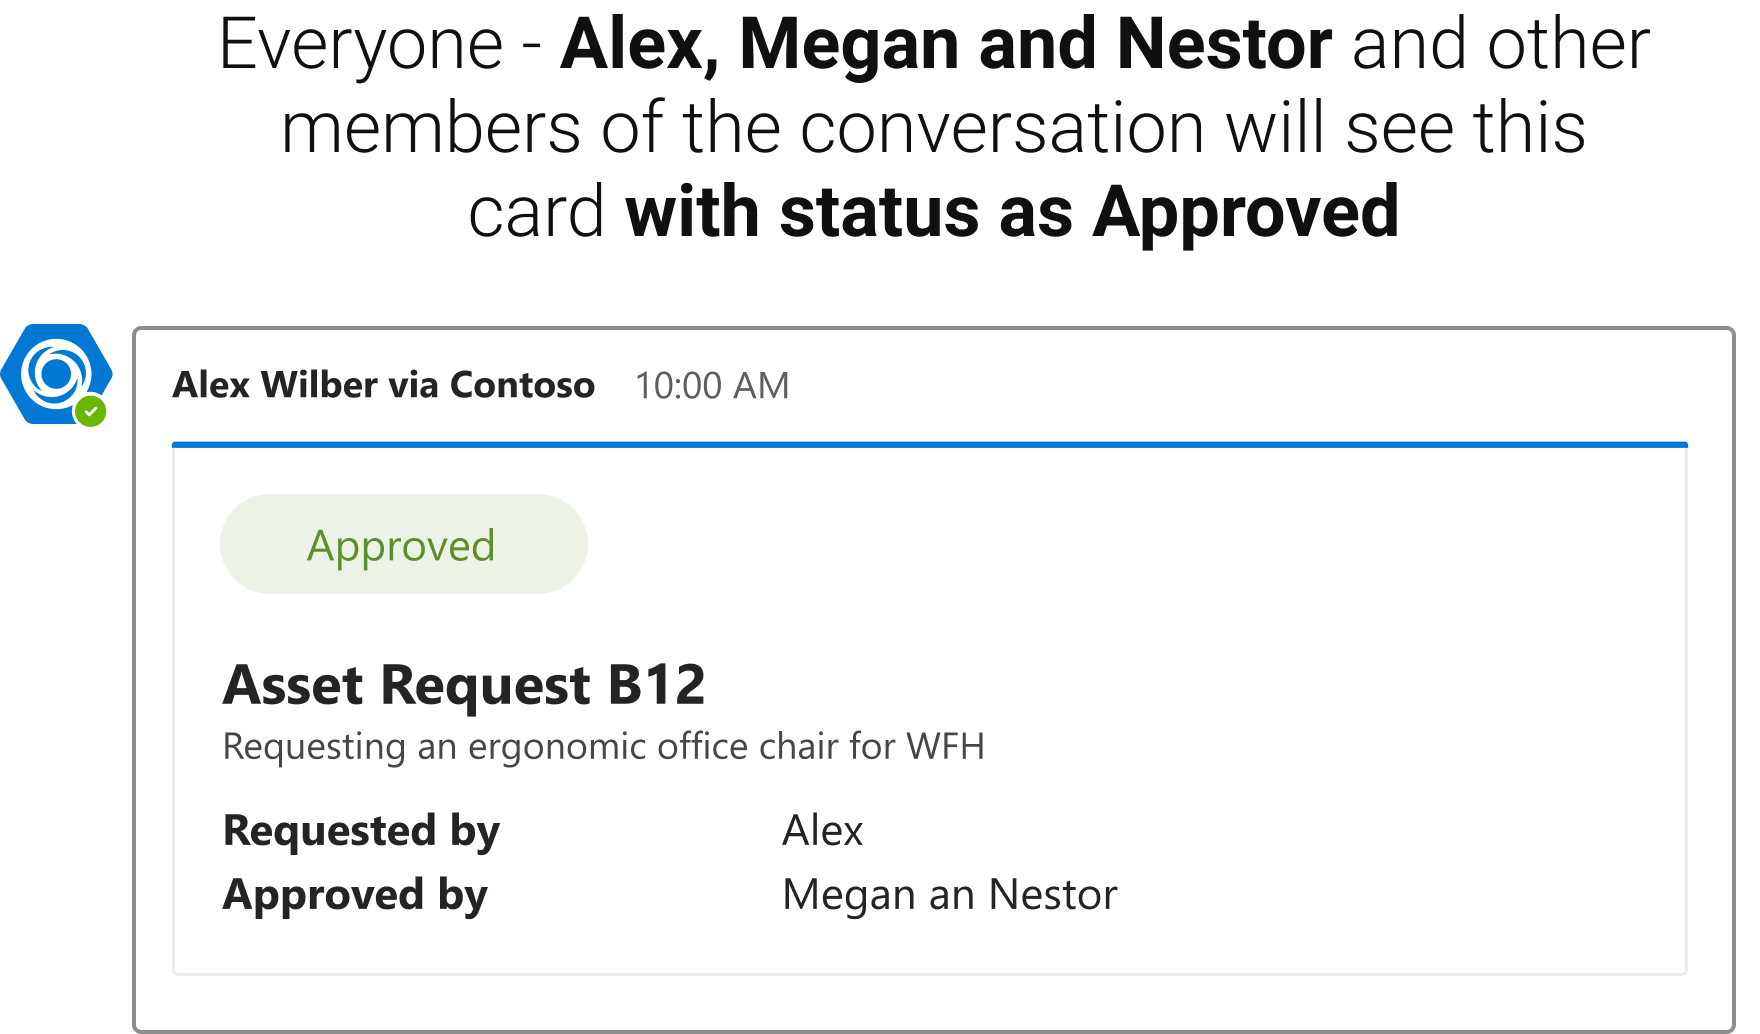 Everyone - Alex, Megan and Nestor and other
members of the conversation will see this
card with status as Approved
Alex Wilber via Contoso 10:00 AM
Approved
Asset Request B12
Requesting an ergonomic office chair for WFH
Requested by Alex
Approved by Megan an Nestor